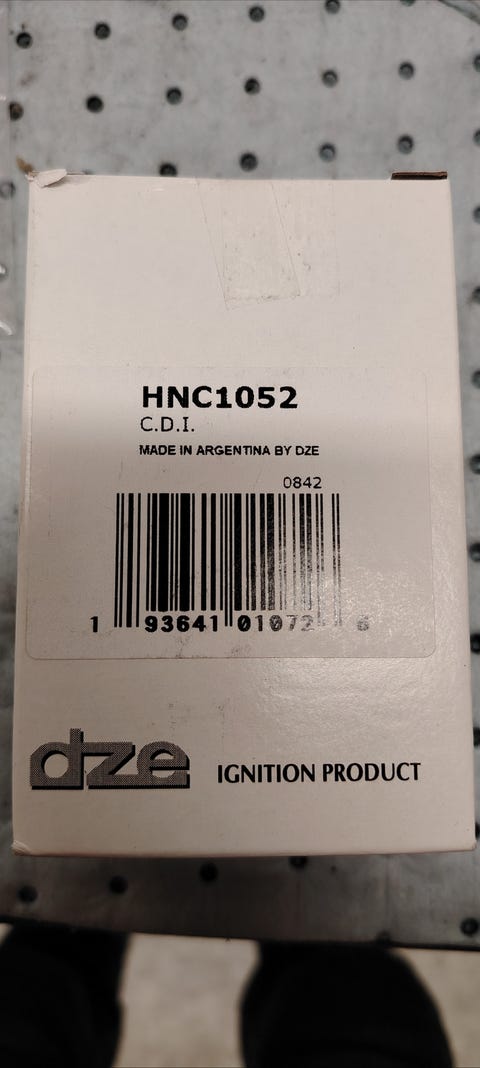 HNC1052
C.D.I.
MADE IN ARGENTINA BY DZE
0842
1 93641 01072 6
dze
IGNITION PRODUCT